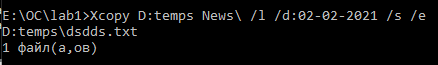 E:\OC\lab1>Xcopy D:temps News\ /l /d:02-02-2021 /s /e
D:temps\dsdds.txt
1 файл(а,ов)